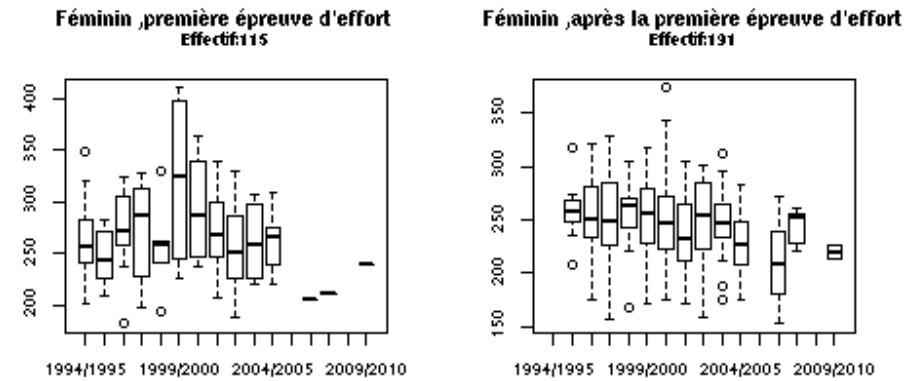 Féminin ,première épreuve d'effort
Effectif:115
400
350
300
250
200
1994/1995 1999/2000 2004/2005 2009/2010
Féminin ,après la première épreuve d'effort
Effectif:191
350
300
250
200
150
1994/1995 1999/2000 2004/2005 2009/2010